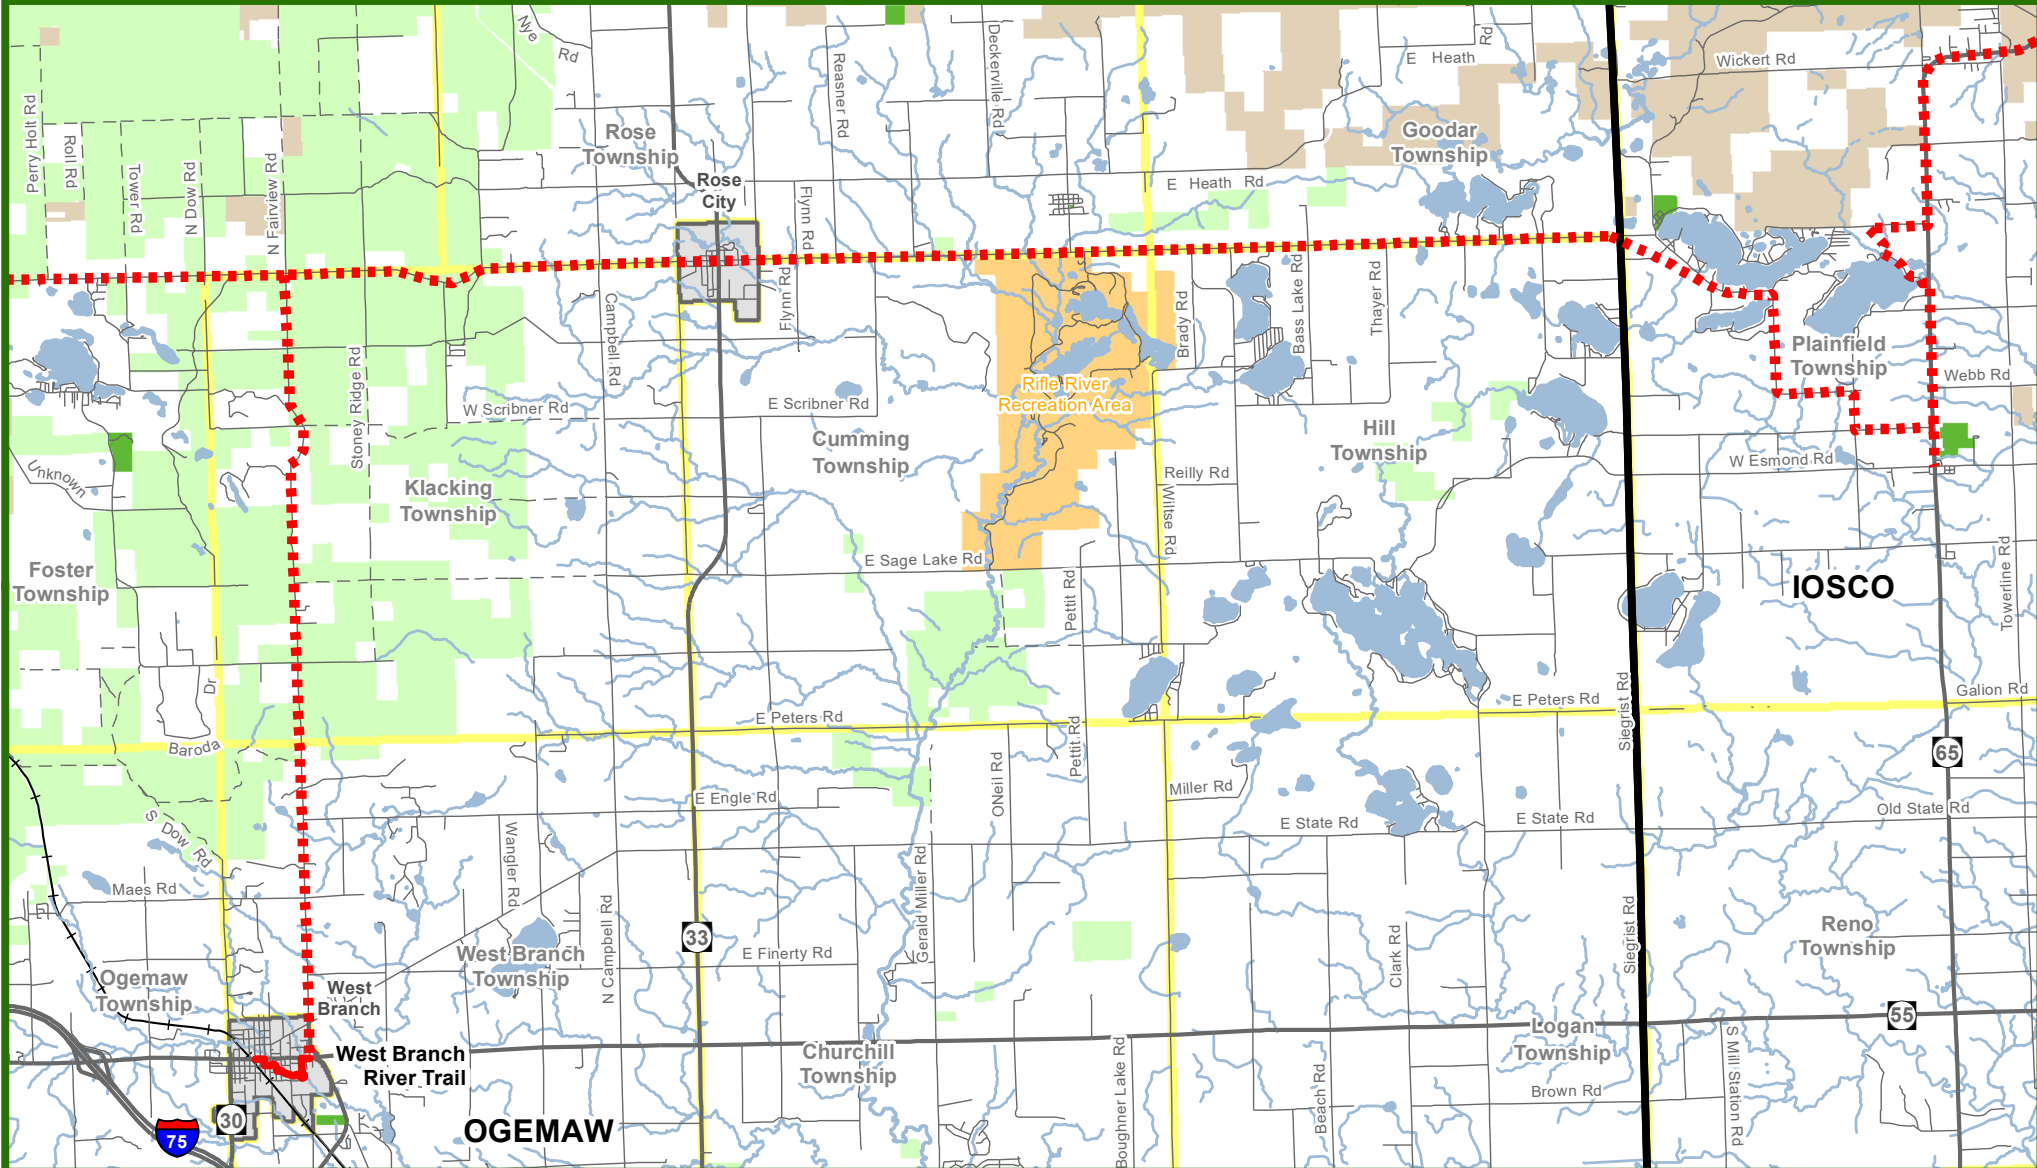 Nye
Rd
Perry Holt Rd
Roll Rd
Tower Rd
N Dow Rd
N Fairview Rd
Rose
Township
Rose
City
Reasner Rd
Deckerville Rd
Flynn Rd
Flynn Rd
E Heath
Rd
Wickert Rd
Goodar
Township
E Heath Rd
Campbell Rd
Stoney Ridge Rd
W Scribner Rd
E Scribner Rd
Cumming
Township
Rifle River
Recreation Area
Brady Rd
Bass Lake Rd
Thayer Rd
Hill
Township
Plainfield
Township
Webb Rd
W Esmond Rd
Unknown
Klacking
Township
Reilly Rd
Wiltse Rd
Foster
Township
E Sage Lake Rd
Pettit Rd
IOSCO
Towerline Rd
Dr
Baroda
E Peters Rd
Pettit Rd
E Peters Rd
Siegrist Rd
Galion Rd
65
S Dow Rd
E Engle Rd
ONeil Rd
Miller Rd
E State Rd
E State Rd
Old State Rd
Maes Rd
Wangler Rd
N Campbell Rd
Gerald Miller Rd
33
West Branch
Township
E Finerty Rd
Clark Rd
Siegrist Rd
Reno
Township
Ogemaw
Township
West
Branch
55
West Branch
River Trail
Churchill
Township
Logan
Township
Boughner Lake Rd
Beach Rd
Brown Rd
S Mill Station Rd
30
75
OGEMAW